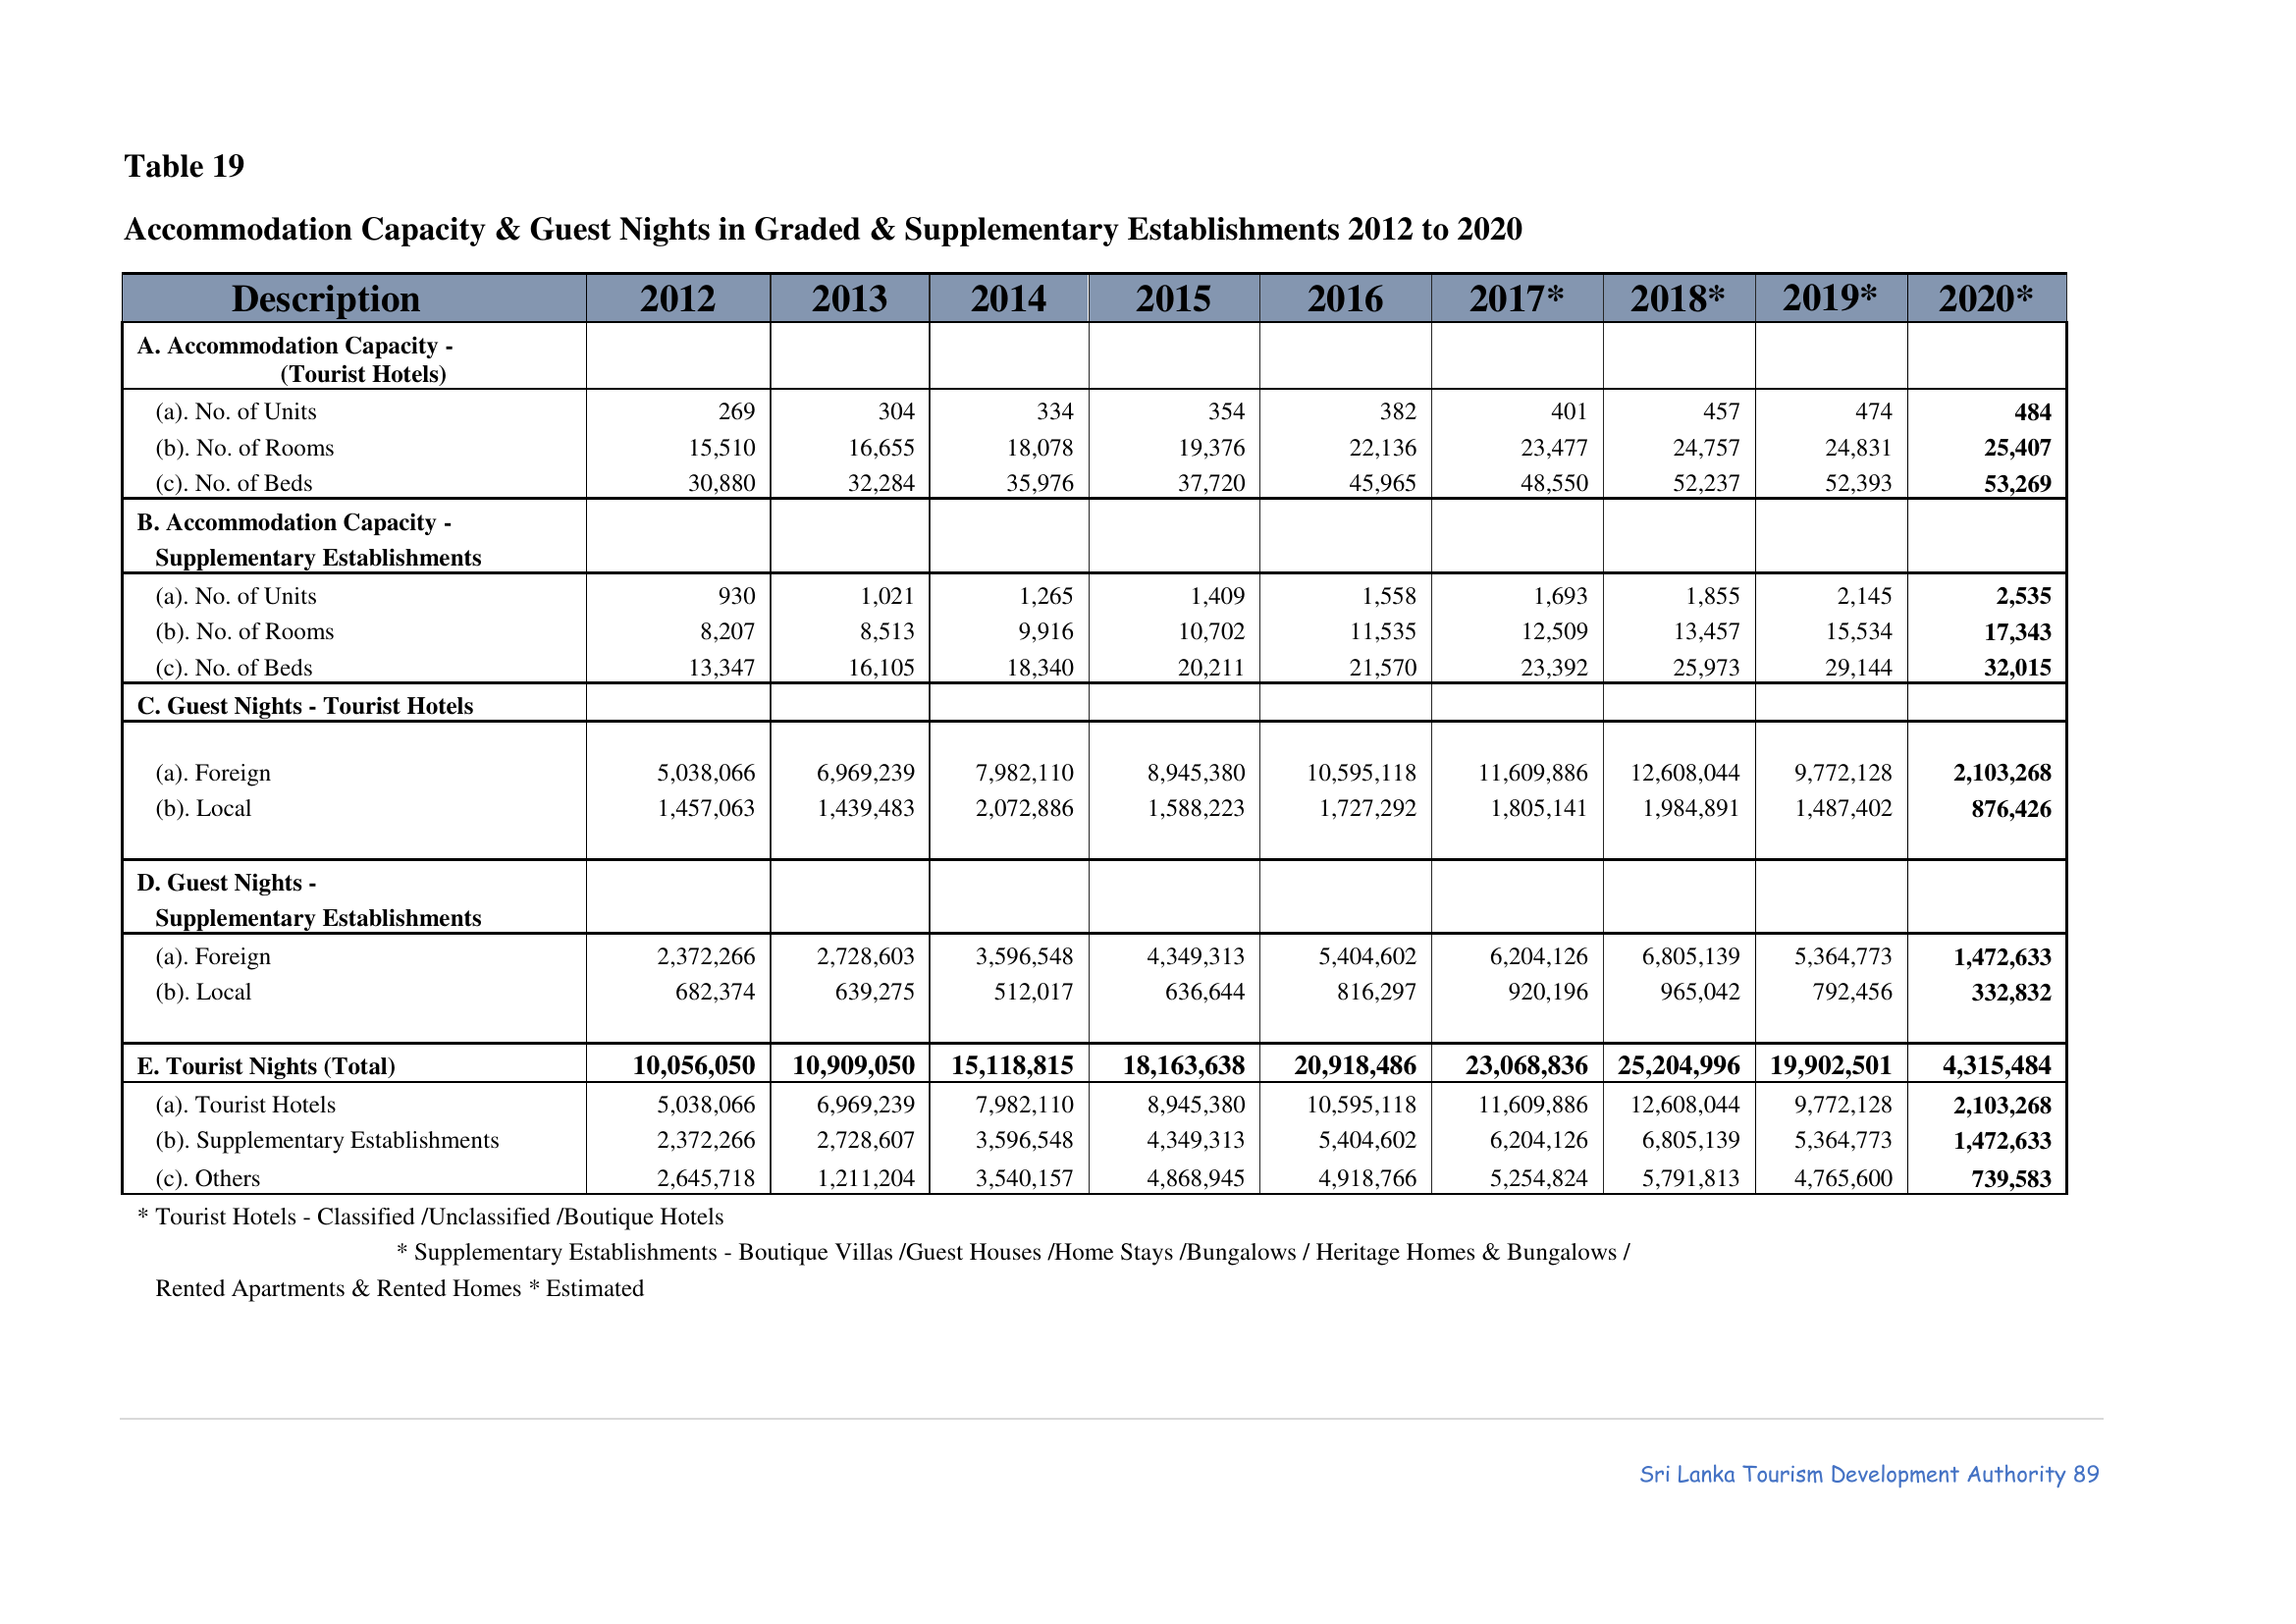 Table 19
Accommodation Capacity & Guest Nights in Graded & Supplementary Establishments 2012 to 2020
Description 2012 2013 2014 2015 2016 2017* 2018* 2019* 2020*
A. Accommodation Capacity -
(Tourist Hotels)
(a). No. of Units 269 304 334 354 382 401 457 474 484
(b). No. of Rooms 15,510 16,655 18,078 19,376 22,136 23,477 24,757 24,831 25,407
(c). No. of Beds 30,880 32,284 35,976 37,720 45,965 48,550 52,237 52,393 53,269
B. Accommodation Capacity -
Supplementary Establishments
(a). No. of Units 930 1,021 1,265 1,409 1,558 1,693 1,855 2,145 2,535
(b). No. of Rooms 8,207 8,513 9,916 10,702 11,535 12,509 13,457 15,534 17,343
(c). No. of Beds 13,347 16,105 18,340 20,211 21,570 23,392 25,973 29,144 32,015
C. Guest Nights - Tourist Hotels
(a). Foreign 5,038,066 6,969,239 7,982,110 8,945,380 10,595,118 11,609,886 12,608,044 9,772,128 2,103,268
(b). Local 1,457,063 1,439,483 2,072,886 1,588,223 1,727,292 1,805,141 1,984,891 1,487,402 876,426
D. Guest Nights -
Supplementary Establishments
(a). Foreign 2,372,266 2,728,603 3,596,548 4,349,313 5,404,602 6,204,126 6,805,139 5,364,773 1,472,633
(b). Local 682,374 639,275 512,017 636,644 816,297 920,196 965,042 792,456 332,832
E. Tourist Nights (Total) 10,056,050 10,909,050 15,118,815 18,163,638 20,918,486 23,068,836 25,204,996 19,902,501 4,315,484
(a). Tourist Hotels 5,038,066 6,969,239 7,982,110 8,945,380 10,595,118 11,609,886 12,608,044 9,772,128 2,103,268
(b). Supplementary Establishments 2,372,266 2,728,607 3,596,548 4,349,313 5,404,602 6,204,126 6,805,139 5,364,773 1,472,633
(c). Others 2,645,718 1,211,204 3,540,157 4,868,945 4,918,766 5,254,824 5,791,813 4,765,600 739,583
* Tourist Hotels - Classified /Unclassified /Boutique Hotels
* Supplementary Establishments - Boutique Villas /Guest Houses /Home Stays /Bungalows / Heritage Homes & Bungalows /
Rented Apartments & Rented Homes * Estimated
Sri Lanka Tourism Development Authority 89